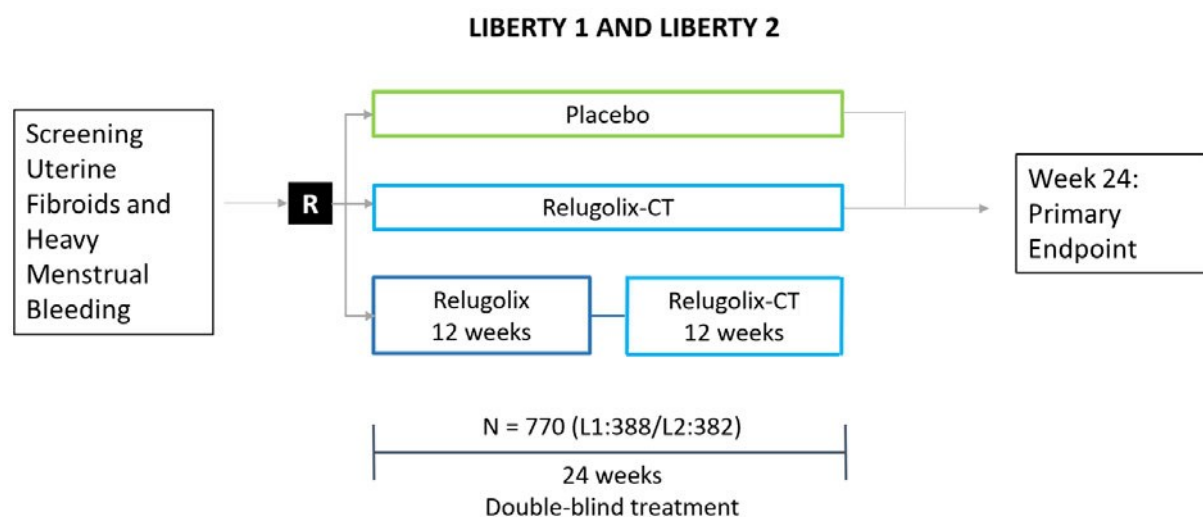 LIBERTY 1 AND LIBERTY 2
Screening
Uterine
Fibroids and
Heavy
Menstrual
Bleeding
R
Placebo
Relugolix-CT
Relugolix
12 weeks
Relugolix-CT
12 weeks
Week 24:
Primary
Endpoint
N = 770 (L1:388/L2:382)
24 weeks
Double-blind treatment